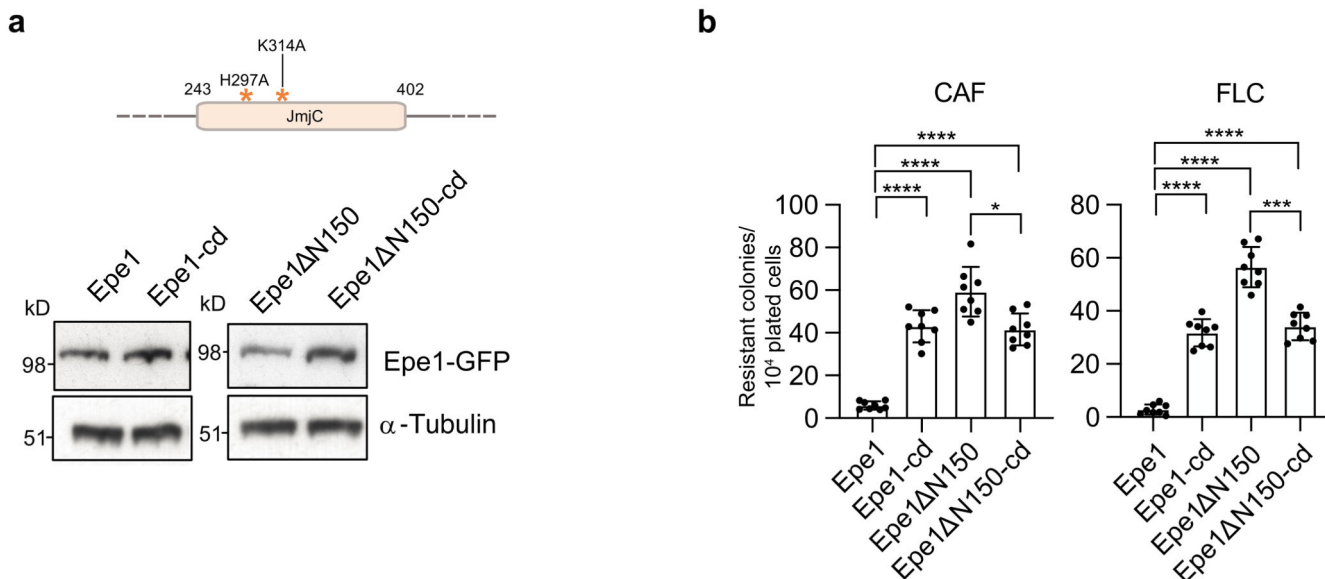 a
K314A
H297A
243
402
* *
JmjC
Epe1
Epe1-cd
Epe1ΔN150
Epe1ΔN150-cd
kD
kD
98-
98-
Epe1-GFP
51-
51-
α-Tubulin
b
CAF
FLC
****
****
****
*
****
****
****
***
Resistant colonies/
10⁴ plated cells
100
80
60
40
20
0
80
60
40
20
0
Epe1
Epe1-cd
Epe1ΔN150
Epe1ΔN150-cd
Epe1
Epe1-cd
Epe1ΔN150
Epe1ΔN150-cd